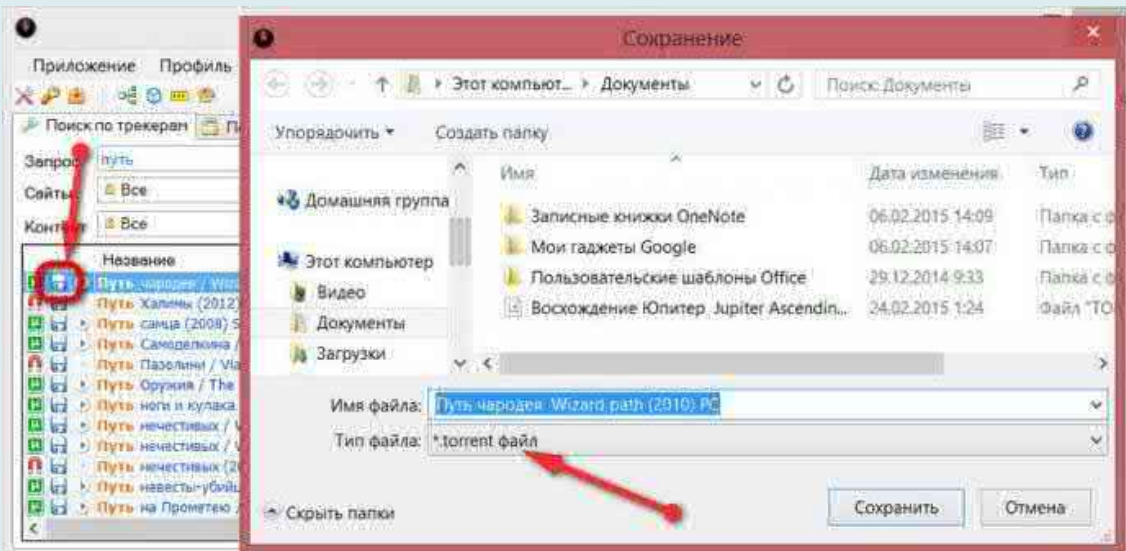 Сохранение
Приложение Профиль
Этот компьют... Документы
Поиск: Документы
Поиск по трекерам
Упорядочить Создать папку
Запрос путь
Сайты: Все
Все
Имя Дата изменения Тип
Домашняя группа
Записные книжки OneNote 06.02.2015 14:09 Папка с
Мои гаджеты Google 06.02.2015 14:07 Папка с
Пользовательские шаблоны Office 29.12.2014 9:33 Папка с
Восхождение Юпитер Jupiter Ascendin... 24.02.2015 1:24 Файл "TO
Этот компьютер
Видео
Документы
Загрузки
Название
Путь чародея / Wiz
Путь Халимы (2012)
Путь самца (2008) S
Путь Самоделкина /
Путь Пазолини / Via
Путь Оружия / The
Путь ноги и кулака
Путь нечестивых /
Путь нечестивых /
Путь нечестивых (2
Путь невесты-убийц
Путь на Прометею
Имя файла: Путь чародея Wizard path (2010) PC
Тип файла: *.torrent файл
Скрыть папки
Сохранить Отмена